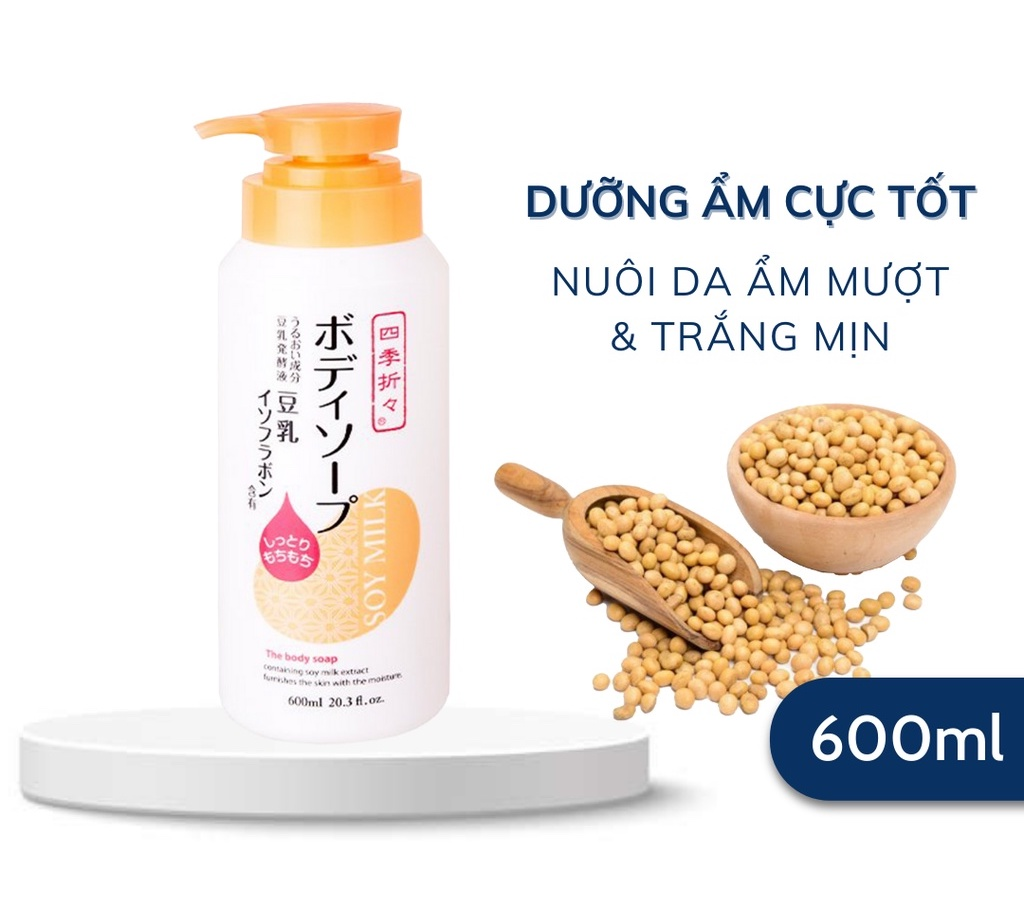 DƯỠNG ẨM CỰC TỐT
NUÔI DA ẨM MƯỢT
& TRẮNG MỊN
四季折々®
ボディソープ
うるおい成分
豆乳発酵液
豆乳
イソフラボン
含有
しっとり
もちもち
SOY MILK
The body soap
containing soy milk extract
furnishes the skin with the moisture.
600ml 20.3 fl.oz.
600ml